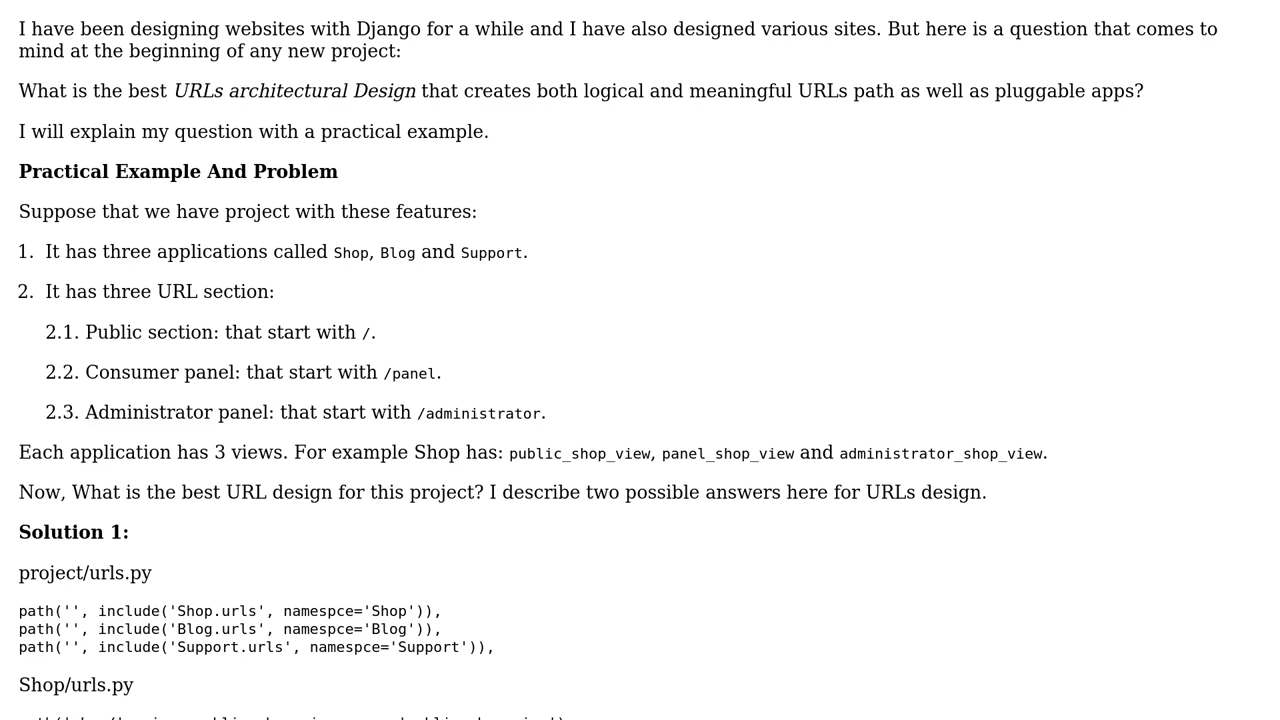 I have been designing websites with Django for a while and I have also designed various sites. But here is a question that comes to
mind at the beginning of any new project:
What is the best URLs architectural Design that creates both logical and meaningful URLs path as well as pluggable apps?
I will explain my question with a practical example.
Practical Example And Problem
Suppose that we have project with these features:
1. It has three applications called Shop, Blog and Support.
2. It has three URL section:
2.1. Public section: that start with /.
2.2. Consumer panel: that start with /panel.
2.3. Administrator panel: that start with /administrator.
Each application has 3 views. For example Shop has: public_shop_view, panel_shop_view and administrator_shop_view.
Now, What is the best URL design for this project? I describe two possible answers here for URLs design.
Solution 1:
project/urls.py
path('', include('Shop.urls', namespce='Shop')),
path('', include('Blog.urls', namespce='Blog')),
path('', include('Support.urls', namespce='Support')),
Shop/urls.py